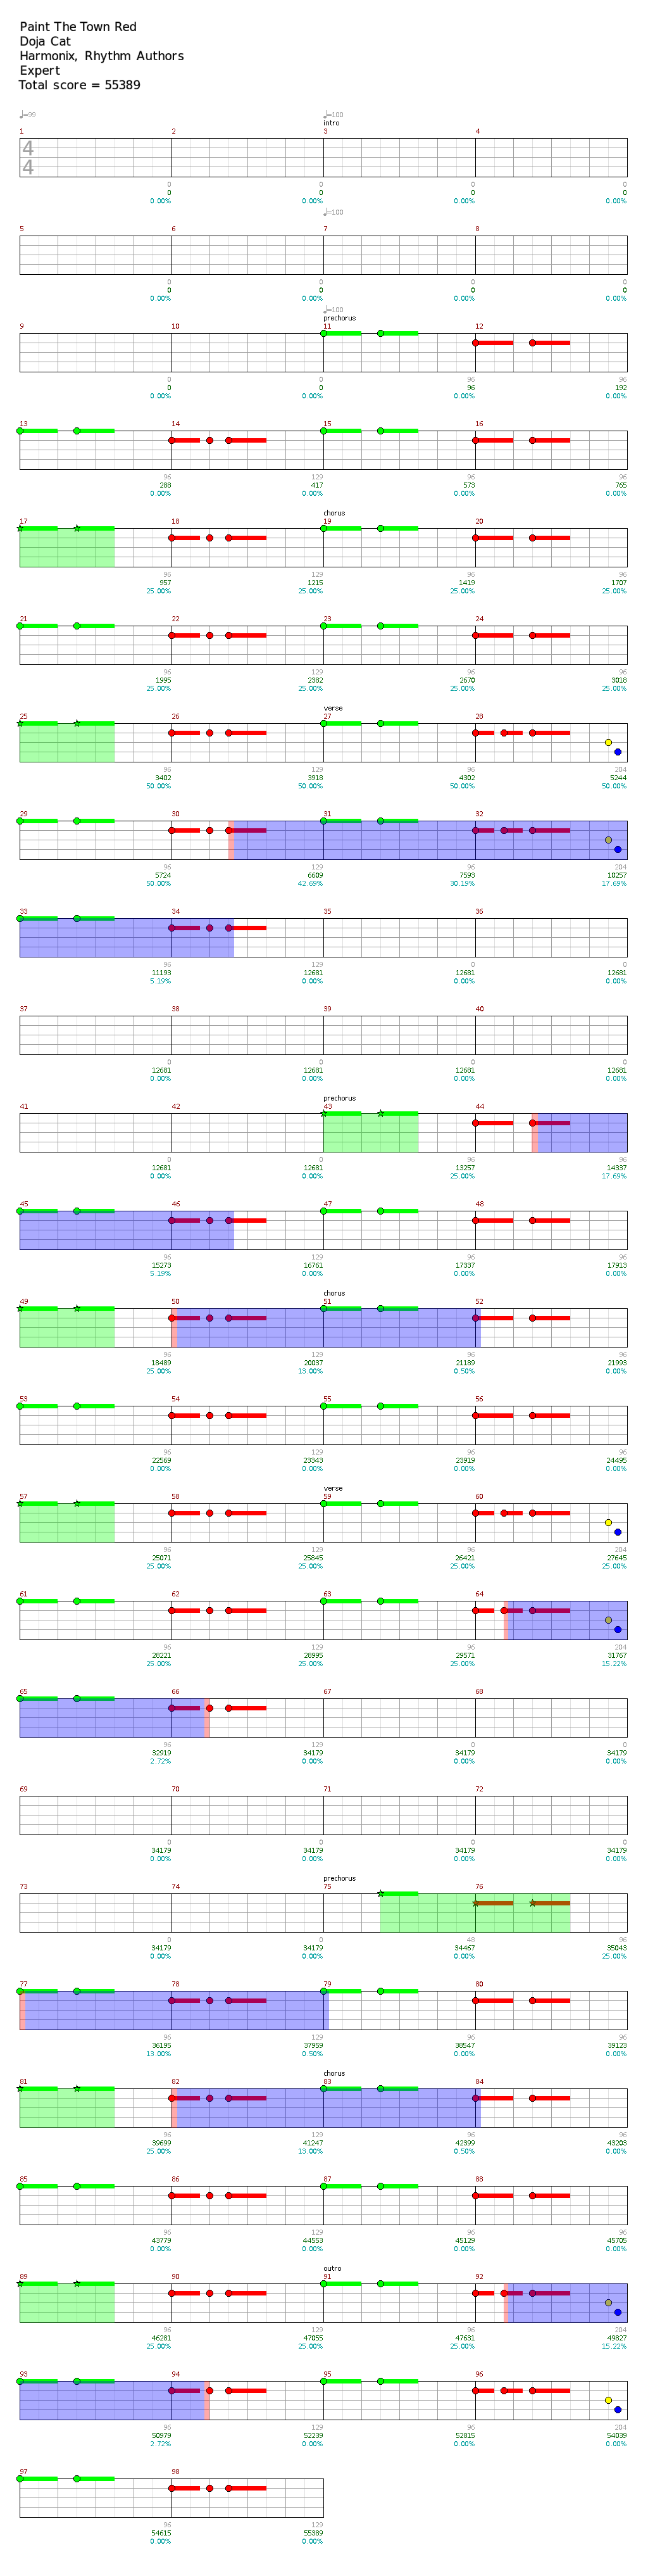 Paint The Town Red
Doja Cat
Harmonix, Rhythm Authors
Expert
Total score = 55389
♩=99 ♩=100
intro
1 2 3 4
4
4
0 0 0 0
0 0 0 0
0.00% 0.00% 0.00% 0.00%
♩=100
5 6 7 8
0 0 0 0
0 0 0 0
0.00% 0.00% 0.00% 0.00%
♩=100
prechorus
9 10 11 12
0 0 96 96
0 0 96 192
0.00% 0.00% 0.00% 0.00%
13 14 15 16
96 129 96 96
288 417 573 765
0.00% 0.00% 0.00% 0.00%
chorus
17 18 19 20
96 129 96 96
957 1215 1419 1707
25.00% 25.00% 25.00% 25.00%
21 22 23 24
96 129 96 96
1995 2382 2670 3018
25.00% 25.00% 25.00% 25.00%
verse
25 26 27 28
96 129 96 204
3402 3918 4302 5244
50.00% 50.00% 50.00% 50.00%
29 30 31 32
96 129 96 204
5724 6609 7593 10257
50.00% 42.69% 30.19% 17.69%
33 34 35 36
96 129 0 0
11193 12681 12681 12681
5.19% 0.00% 0.00% 0.00%
37 38 39 40
0 0 0 0
12681 12681 12681 12681
0.00% 0.00% 0.00% 0.00%
prechorus
41 42 43 44
0 0 96 96
12681 12681 13257 14337
0.00% 0.00% 25.00% 17.69%
45 46 47 48
96 129 96 96
15273 16761 17337 17913
5.19% 0.00% 0.00% 0.00%
chorus
49 50 51 52
96 129 96 96
18489 20037 21189 21993
25.00% 13.00% 0.50% 0.00%
53 54 55 56
96 129 96 96
22569 23343 23919 24495
0.00% 0.00% 0.00% 0.00%
verse
57 58 59 60
96 129 96 204
25071 25845 26421 27645
25.00% 25.00% 25.00% 25.00%
61 62 63 64
96 129 96 204
28221 28995 29571 31767
25.00% 25.00% 25.00% 15.22%
65 66 67 68
96 129 0 0
32919 34179 34179 34179
2.72% 0.00% 0.00% 0.00%
69 70 71 72
0 0 0 0
34179 34179 34179 34179
0.00% 0.00% 0.00% 0.00%
prechorus
73 74 75 76
0 0 48 96
34179 34179 34467 35043
0.00% 0.00% 0.00% 25.00%
77 78 79 80
96 129 96 96
36195 37959 38547 39123
13.00% 0.50% 0.00% 0.00%
chorus
81 82 83 84
96 129 96 96
39699 41247 42399 43203
25.00% 13.00% 0.50% 0.00%
85 86 87 88
96 129 96 96
43779 44553 45129 45705
0.00% 0.00% 0.00% 0.00%
outro
89 90 91 92
96 129 96 204
46281 47055 47631 49827
25.00% 25.00% 25.00% 15.22%
93 94 95 96
96 129 96 204
50979 52239 52815 54039
2.72% 0.00% 0.00% 0.00%
97 98
96 129
54615 55389
0.00% 0.00%